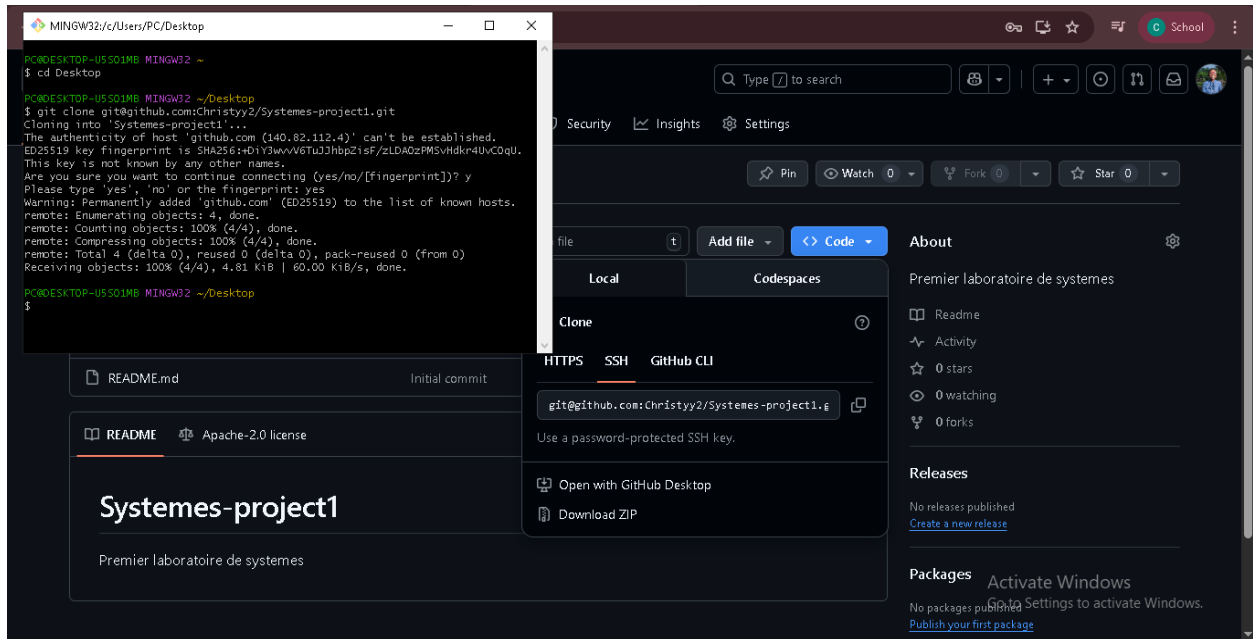 MINGW32:/c/Users/PC/Desktop
PC@DESKTOP-U5SO1MB MINGW32 ~
$ cd Desktop
PC@DESKTOP-U5SO1MB MINGW32 ~/Desktop
$ git clone git@github.com:Christyy2/Systemes-project1.git
Cloning into 'Systemes-project1'...
The authenticity of host 'github.com (140.82.112.4)' can't be established.
ED25519 key fingerprint is SHA256:+DiY3wvvV6TuJJhbpZisF/zLDA0zPMSvHdkr4UvCOqU.
This key is not known by any other names.
Are you sure you want to continue connecting (yes/no/[fingerprint])? y
Please type 'yes', 'no' or the fingerprint: yes
Warning: Permanently added 'github.com' (ED25519) to the list of known hosts.
remote: Enumerating objects: 4, done.
remote: Counting objects: 100% (4/4), done.
remote: Compressing objects: 100% (4/4), done.
remote: Total 4 (delta 0), reused 0 (delta 0), pack-reused 0 (from 0)
Receiving objects: 100% (4/4), 4.81 KiB | 60.00 KiB/s, done.
PC@DESKTOP-U5SO1MB MINGW32 ~/Desktop
$
C School
Type / to search
Security Insights Settings
Pin Watch 0 Fork 0 Star 0
file t Add file <> Code
Local Codespaces
Clone
HTTPS SSH GitHub CLI
git@github.com:Christyy2/Systemes-project1.g
Use a password-protected SSH key.
Open with GitHub Desktop
Download ZIP
README.md Initial commit
README Apache-2.0 license
Systemes-project1
Premier laboratoire de systemes
About
Premier laboratoire de systemes
Readme
Activity
0 stars
0 watching
0 forks
Releases
No releases published
Create a new release
Packages
No packages published
Publish your first package
Activate Windows
Go to Settings to activate Windows.